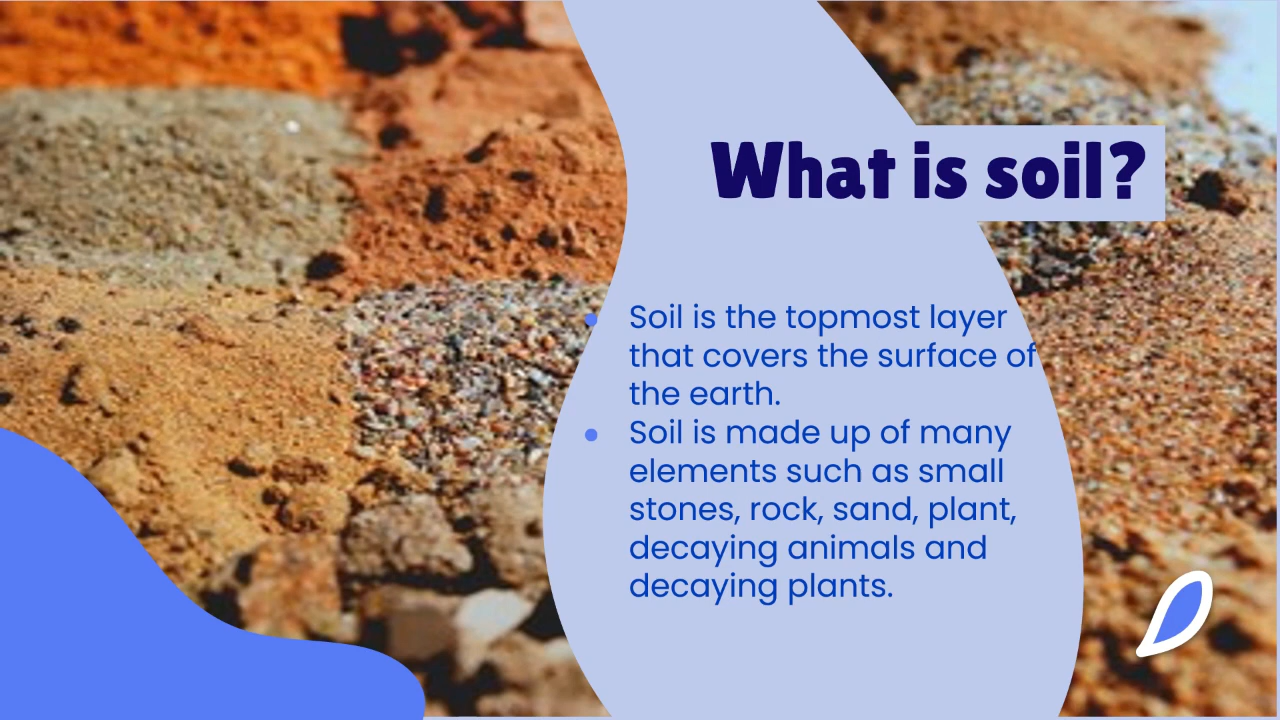 What is soil?
• Soil is the topmost layer
that covers the surface of
the earth.
• Soil is made up of many
elements such as small
stones, rock, sand, plant,
decaying animals and
decaying plants.